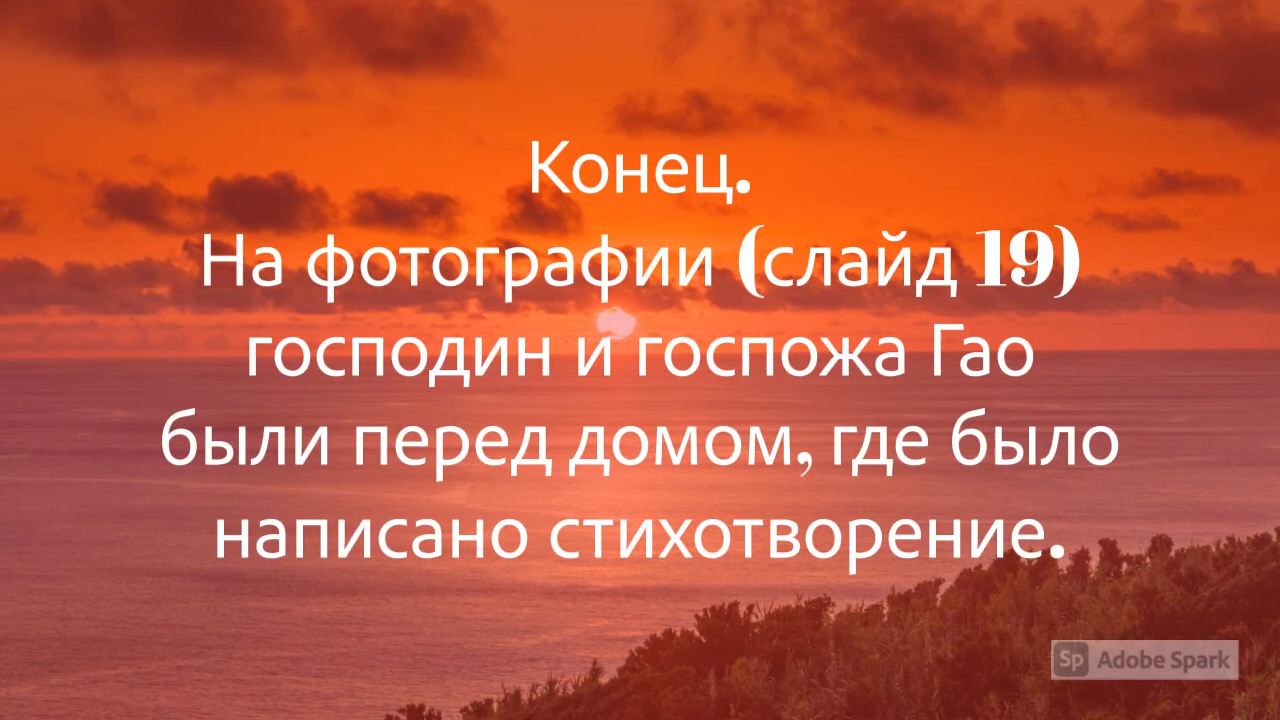 Конец.
На фотографии (слайд 19)
господин и госпожа Гао
были перед домом, где было
написано стихотворение.
Sp Adobe Spark